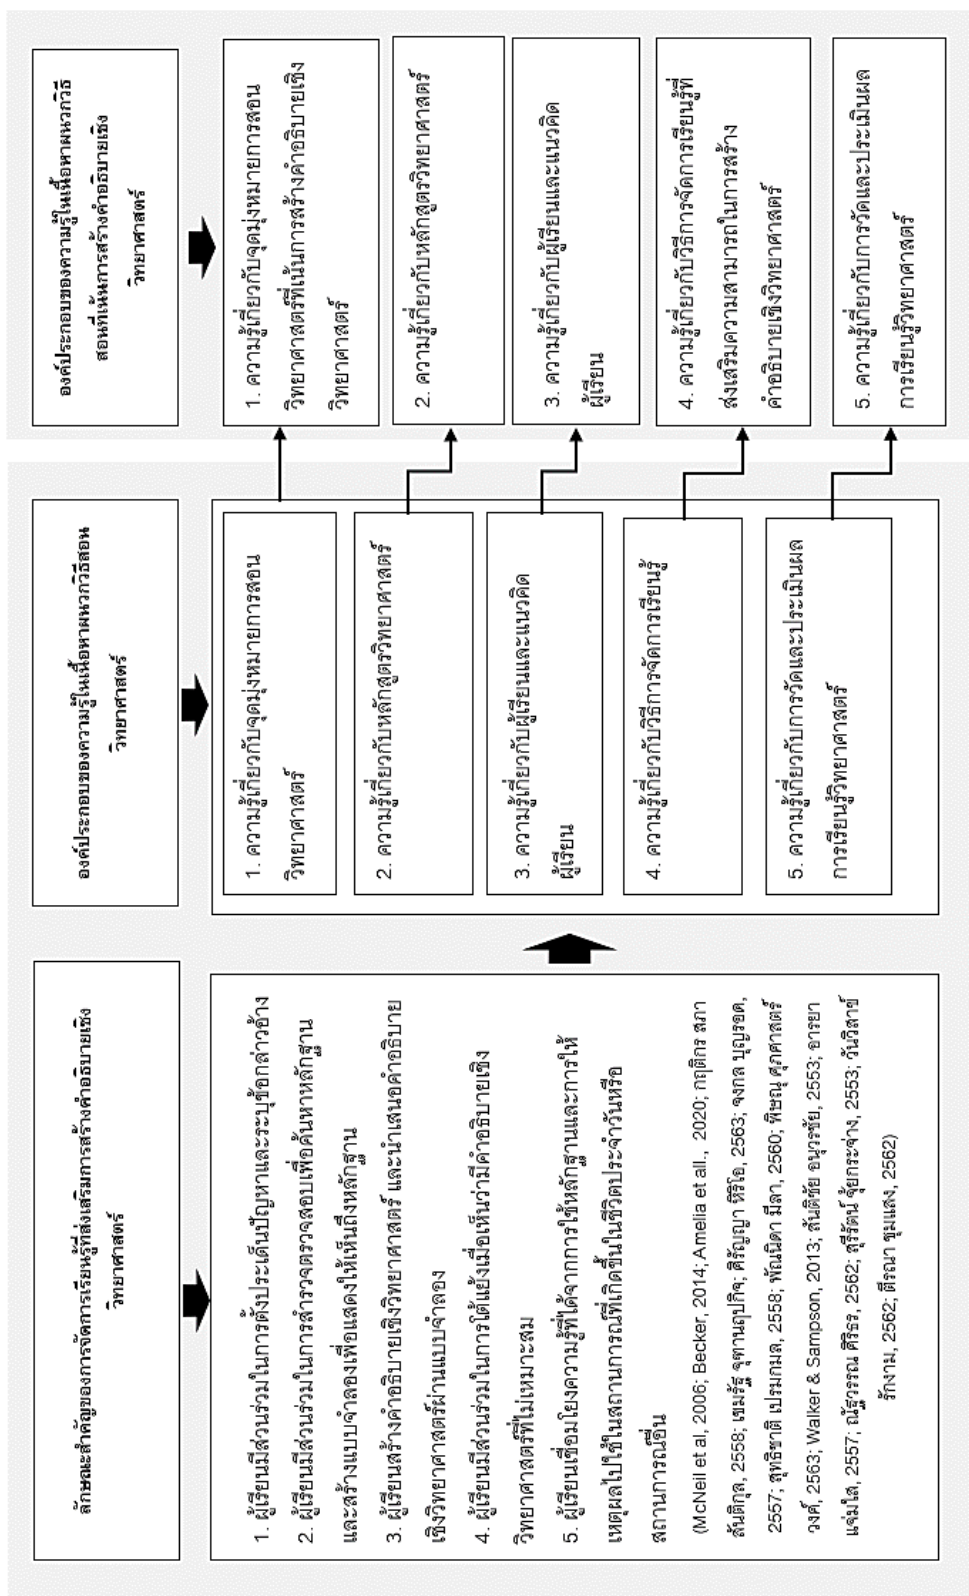 ลักษณะสำคัญของการจัดการเรียนรู้ที่ส่งเสริมการสร้างคำอธิบายเชิง
วิทยาศาสตร์
1. ผู้เรียนมีส่วนร่วมในการตั้งประเด็นปัญหาและระบุข้อกล่าวอ้าง
2. ผู้เรียนมีส่วนร่วมในการสำรวจตรวจสอบเพื่อค้นหาหลักฐาน
และสร้างแบบจำลองเพื่อแสดงให้เห็นถึงหลักฐาน
3. ผู้เรียนสร้างคำอธิบายเชิงวิทยาศาสตร์ และนำเสนอคำอธิบาย
เชิงวิทยาศาสตร์ผ่านแบบจำลอง
4. ผู้เรียนมีส่วนร่วมในการโต้แย้งเมื่อเห็นว่ามีคำอธิบายเชิง
วิทยาศาสตร์ที่ไม่เหมาะสม
5. ผู้เรียนเชื่อมโยงความรู้ที่ได้จากการใช้หลักฐานและการให้
เหตุผลไปใช้ในสถานการณ์ที่เกิดขึ้นในชีวิตประจำวันหรือ
สถานการณ์อื่น
(McNeil et al, 2006; Becker, 2014; Amelia et all., 2020; กฤติกร สภา
สันติกุล, 2558; เขมรัฐ จุฑานฤปกิจ; ศิรัญญา หิริโอ, 2563; จงกล บุญรอด,
2557; สุทธิชาติ เปรมกมล, 2558; พัณนิดา มีลา, 2560; พิษณุ ศุภศาสตร์
วงศ์, 2563; Walker & Sampson, 2013; สันติชัย อนุวรชัย, 2553; อารยา
แจ่มใส, 2557; ณัฐวรรณ ศิริธร, 2562; สุรีรัตน์ จุ้ยกระจ่าง, 2553; วันวิสาข์
รักงาม, 2562; ตีรณา ชุมแสง, 2562)
องค์ประกอบของความรู้ในเนื้อหาผนวกวิธีสอน
วิทยาศาสตร์
1. ความรู้เกี่ยวกับจุดมุ่งหมายการสอน
วิทยาศาสตร์
2. ความรู้เกี่ยวกับหลักสูตรวิทยาศาสตร์
3. ความรู้เกี่ยวกับผู้เรียนและแนวคิด
ผู้เรียน
4. ความรู้เกี่ยวกับวิธีการจัดการเรียนรู้
5. ความรู้เกี่ยวกับการวัดและประเมินผล
การเรียนรู้วิทยาศาสตร์
องค์ประกอบของความรู้ในเนื้อหาผนวกวิธี
สอนที่เน้นการสร้างคำอธิบายเชิง
วิทยาศาสตร์
1. ความรู้เกี่ยวกับจุดมุ่งหมายการสอน
วิทยาศาสตร์ที่เน้นการสร้างคำอธิบายเชิง
วิทยาศาสตร์
2. ความรู้เกี่ยวกับหลักสูตรวิทยาศาสตร์
3. ความรู้เกี่ยวกับผู้เรียนและแนวคิด
ผู้เรียน
4. ความรู้เกี่ยวกับวิธีการจัดการเรียนรู้ที่
ส่งเสริมความสามารถในการสร้าง
คำอธิบายเชิงวิทยาศาสตร์
5. ความรู้เกี่ยวกับการวัดและประเมินผล
การเรียนรู้วิทยาศาสตร์